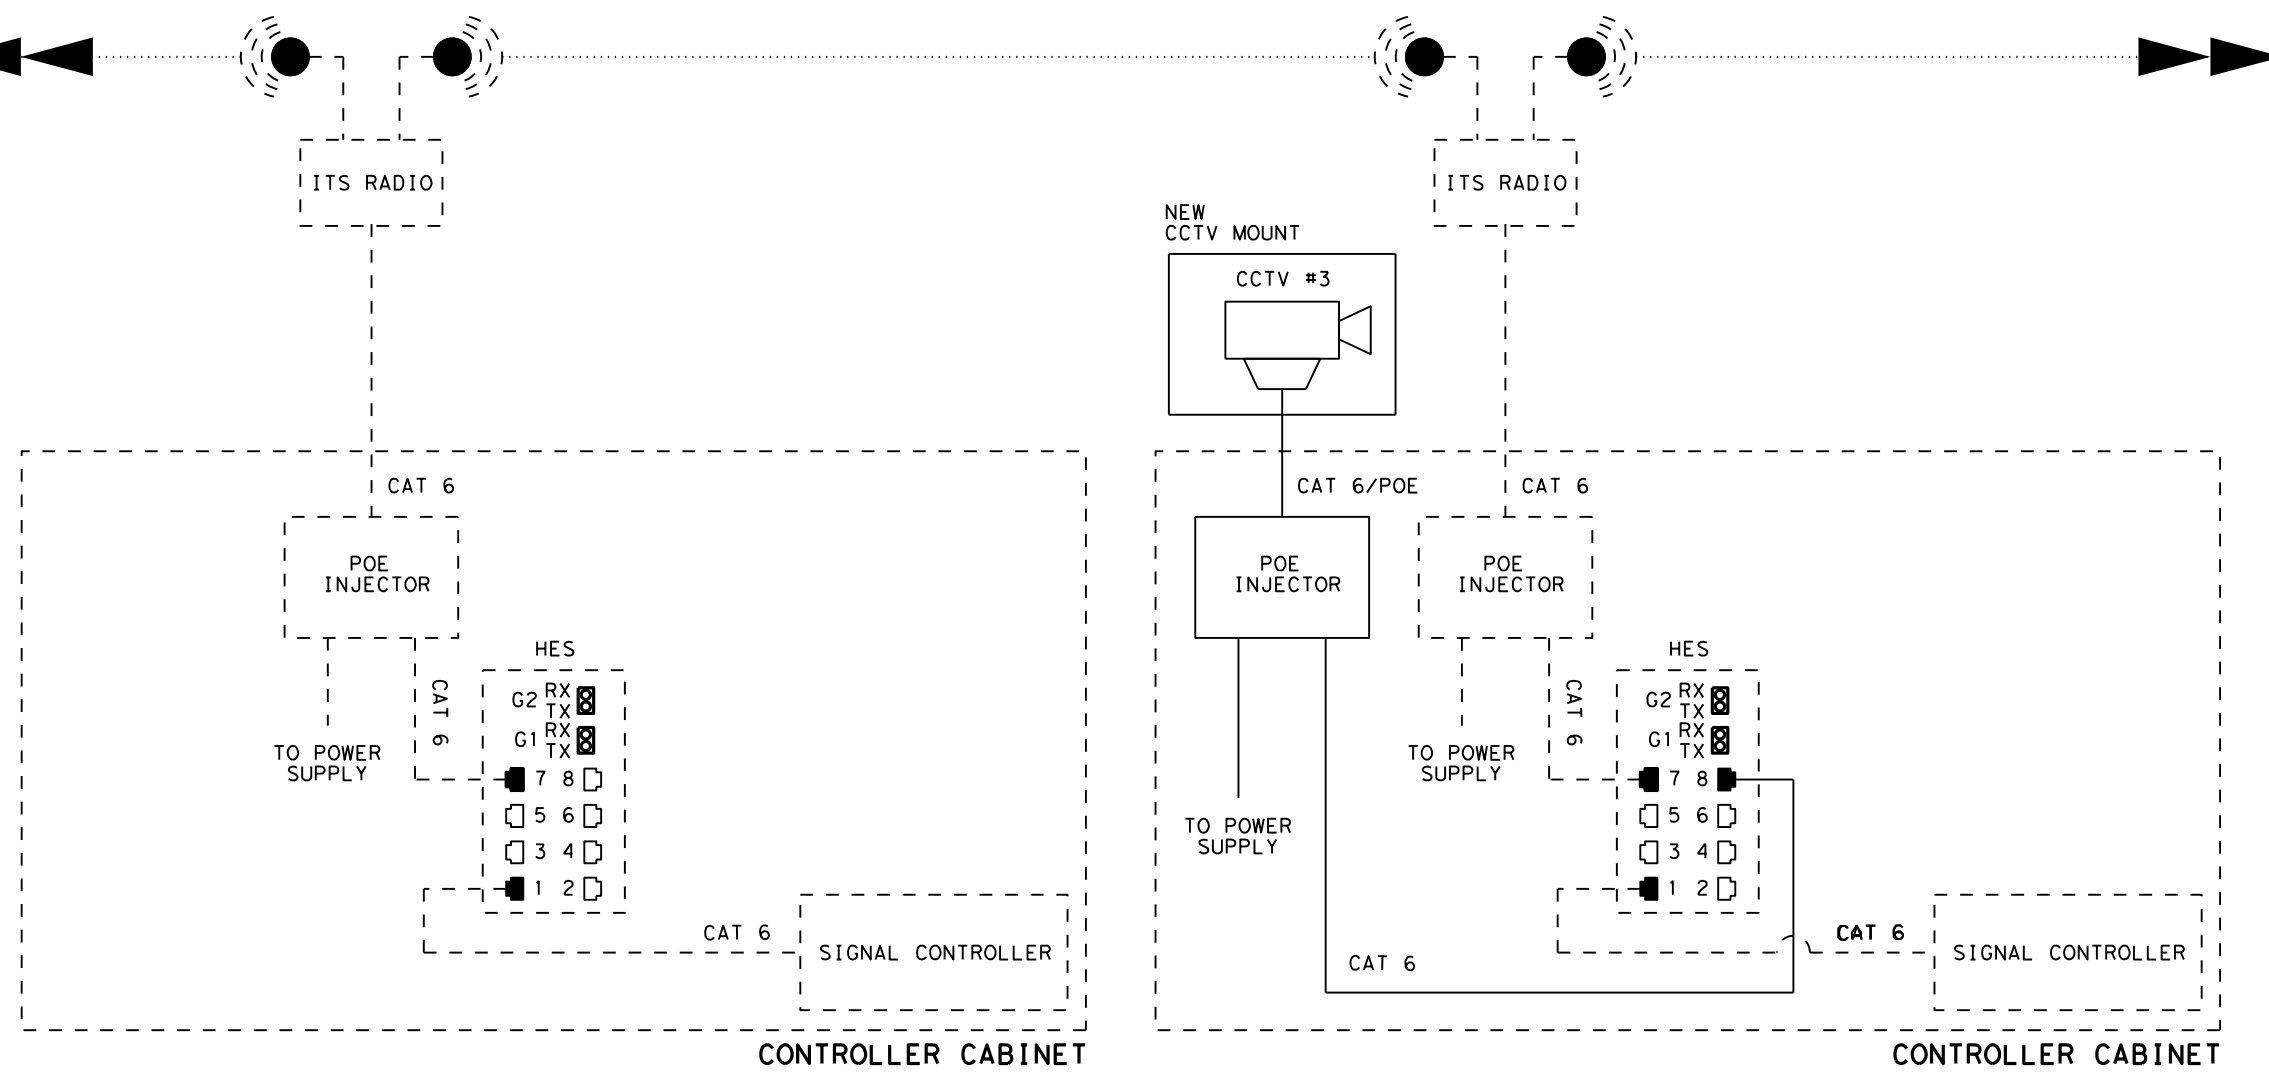 ITS RADIO
CAT 6
POE
INJECTOR
TO POWER
SUPPLY
CAT 6
HES
G2 RX
TX
G1 RX
TX
7 8
5 6
3 4
1 2
CAT 6
SIGNAL CONTROLLER
CONTROLLER CABINET
ITS RADIO
NEW
CCTV MOUNT
CCTV #3
CAT 6/POE
CAT 6
POE
INJECTOR
POE
INJECTOR
TO POWER
SUPPLY
TO POWER
SUPPLY
CAT 6
HES
G2 RX
TX
G1 RX
TX
7 8
5 6
3 4
1 2
CAT 6
CAT 6
SIGNAL CONTROLLER
CONTROLLER CABINET